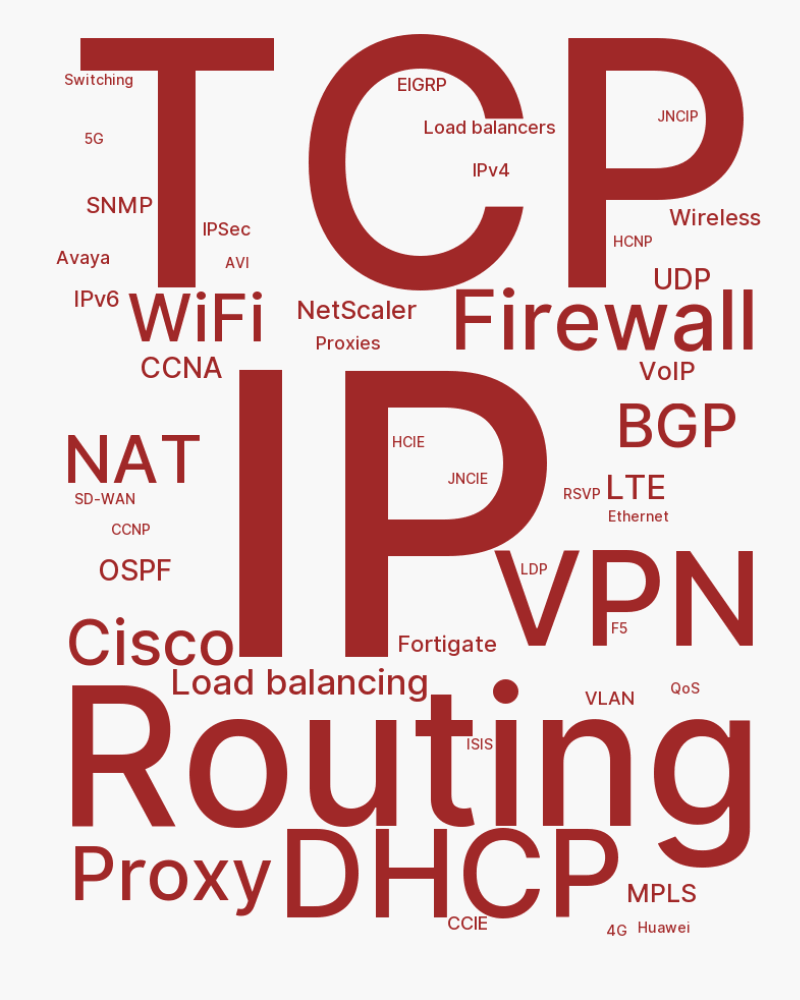 TCP
Switching
EIGRP
JNCIP
Load balancers
5G
IPv4
SNMP
Wireless
IPSec
HCNP
Avaya
AVI
UDP
IPv6
WiFi
NetScaler
Firewall
Proxies
CCNA
VoIP
IP
BGP
HCIE
NAT
JNCIE
RSVP
LTE
SD-WAN
Ethernet
CCNP
OSPF
LDP
VPN
F5
Cisco
Fortigate
Load balancing
QoS
VLAN
Routing
ISIS
Proxy
DHCP
MPLS
CCIE
4G
Huawei